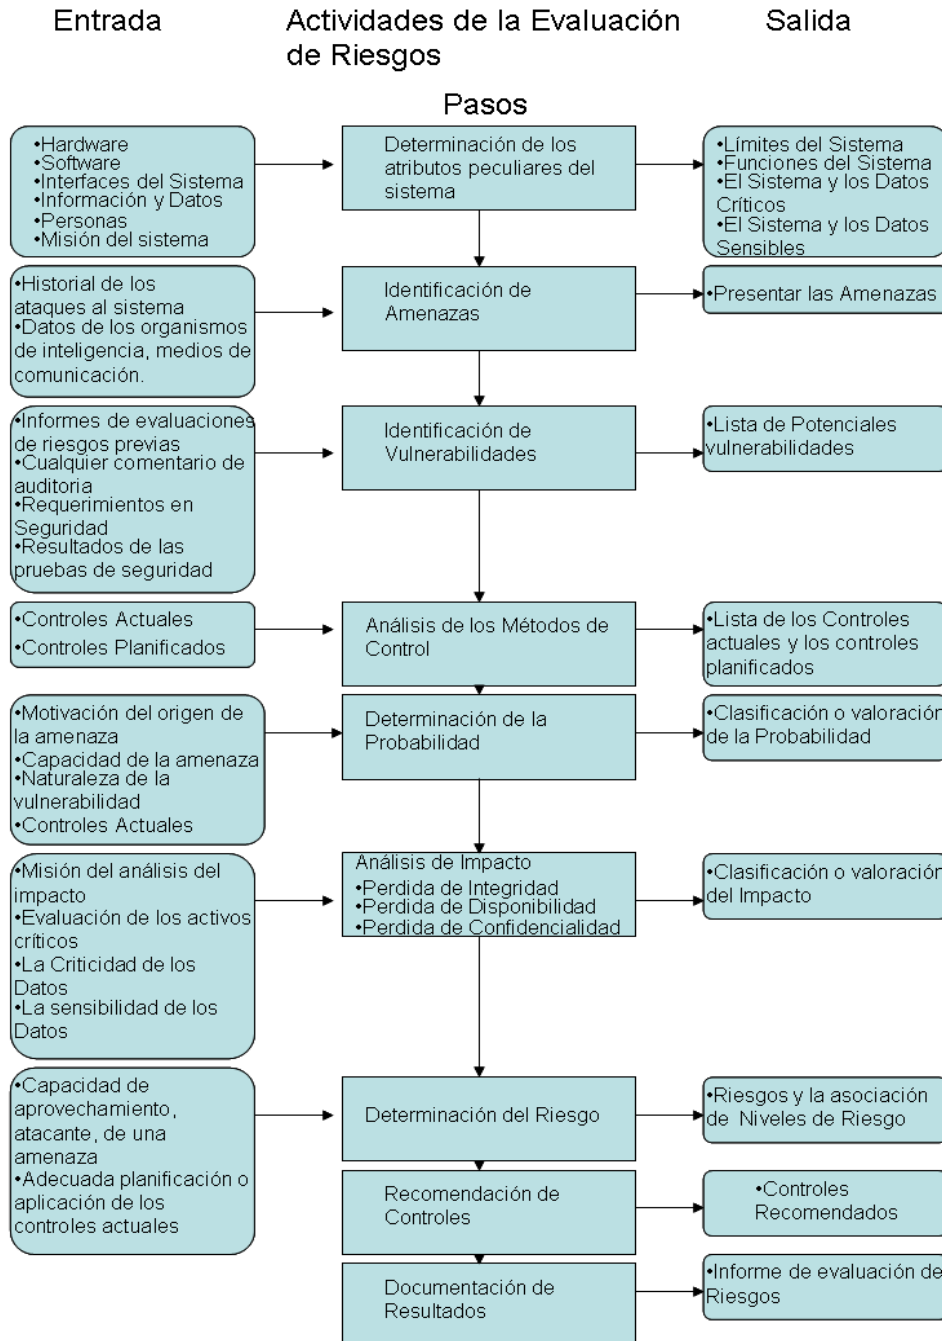 Entrada
Actividades de la Evaluación
de Riesgos
Salida
Pasos
•Hardware
•Software
•Interfaces del Sistema
•Información y Datos
•Personas
•Misión del sistema
Determinación de los
atributos peculiares del
sistema
•Límites del Sistema
•Funciones del Sistema
•El Sistema y los Datos
Críticos
•El Sistema y los Datos
Sensibles
•Historial de los
ataques al sistema
•Datos de los organismos
de inteligencia, medios de
comunicación.
Identificación de
Amenazas
•Presentar las Amenazas
•Informes de evaluaciones
de riesgos previas
•Cualquier comentario de
auditoria
•Requerimientos en
Seguridad
•Resultados de las
pruebas de seguridad
Identificación de
Vulnerabilidades
•Lista de Potenciales
vulnerabilidades
•Controles Actuales
•Controles Planificados
Análisis de los Métodos de
Control
•Lista de los Controles
actuales y los controles
planificados
•Motivación del origen de
la amenaza
•Capacidad de la amenaza
•Naturaleza de la
vulnerabilidad
•Controles Actuales
Determinación de la
Probabilidad
•Clasificación o valoración
de la Probabilidad
•Misión del análisis del
impacto
•Evaluación de los activos
críticos
•La Criticidad de los
Datos
•La sensibilidad de los
Datos
Análisis de Impacto
•Perdida de Integridad
•Perdida de Disponibilidad
•Perdida de Confidencialidad
•Clasificación o valoración
del Impacto
•Capacidad de
aprovechamiento,
atacante, de una
amenaza
•Adecuada planificación o
aplicación de los
controles actuales
Determinación del Riesgo
•Riesgos y la asociación
de Niveles de Riesgo
Recomendación de
Controles
•Controles
Recomendados
Documentación de
Resultados
•Informe de evaluación de
Riesgos